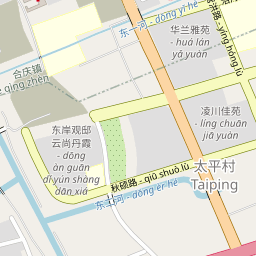 东一河 - dōng yī hé
华兰雅苑
- huá lán
yǎ yuàn
合庆镇
yīng hóng lù
东岸观邸
云尚丹霞
- dōng
àn guān
dǐ yún shàng
dān xiá
凌川佳苑
- líng chuān
jiā yuàn
秋硕路 - qiū shuò lù
太平村
Taiping
东二河 - dōng èr hé